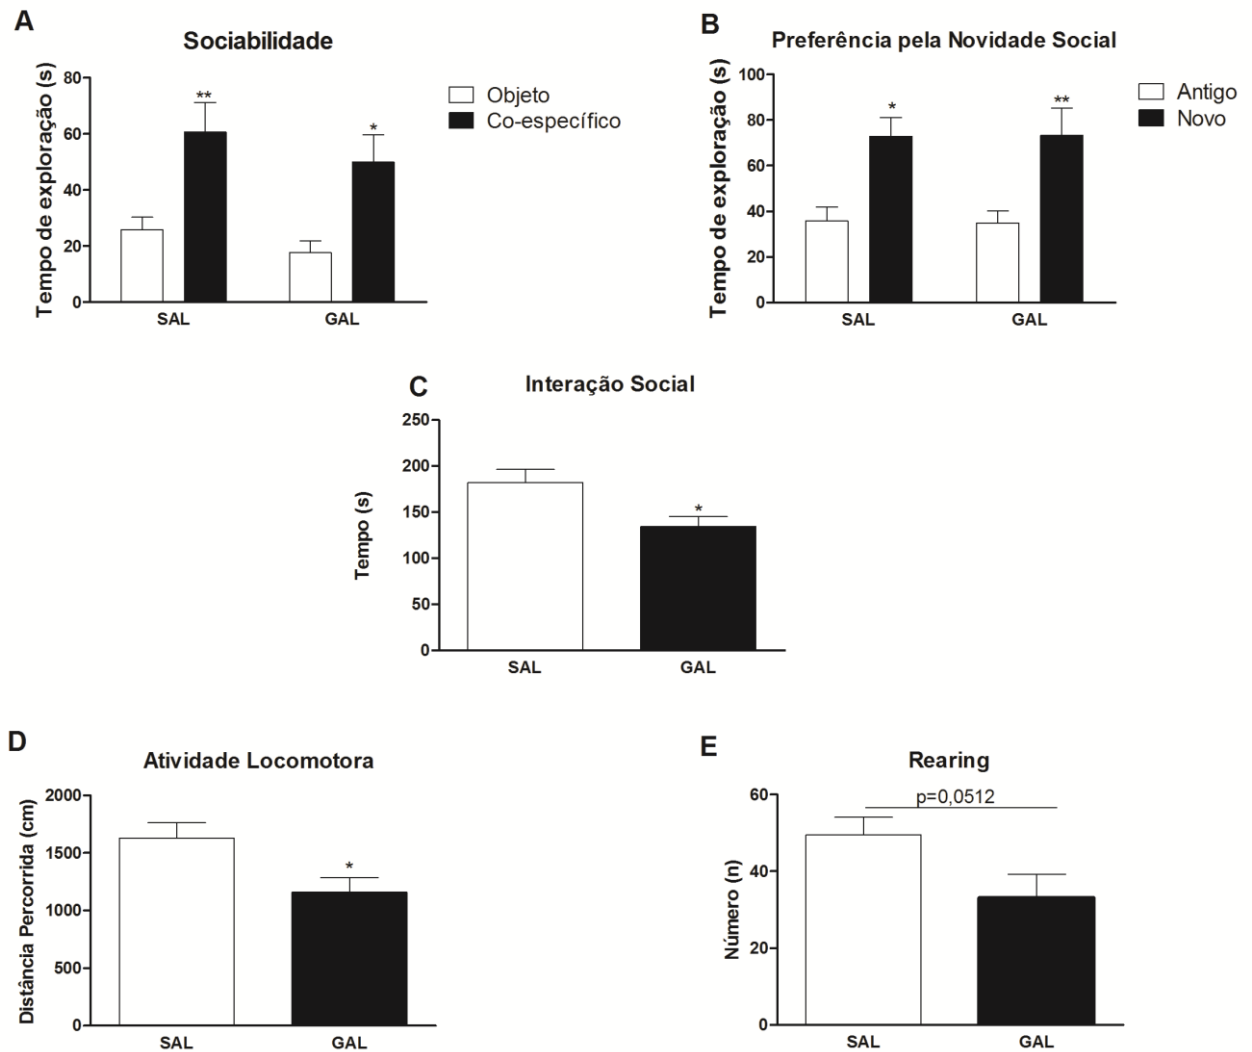 A
Sociabilidade
Tempo de exploração (s)
80
60
40
20
0
**
*
SAL
GAL
Objeto
Co-específico
B
Preferência pela Novidade Social
Tempo de exploração (s)
100
80
60
40
20
0
*
**
SAL
GAL
Antigo
Novo
C
Interação Social
Tempo (s)
250
200
150
100
50
0
*
SAL
GAL
D
Atividade Locomotora
Distância Percorrida (cm)
2000
1500
1000
500
0
*
SAL
GAL
E
Rearing
Número (n)
60
40
20
0
p=0,0512
SAL
GAL